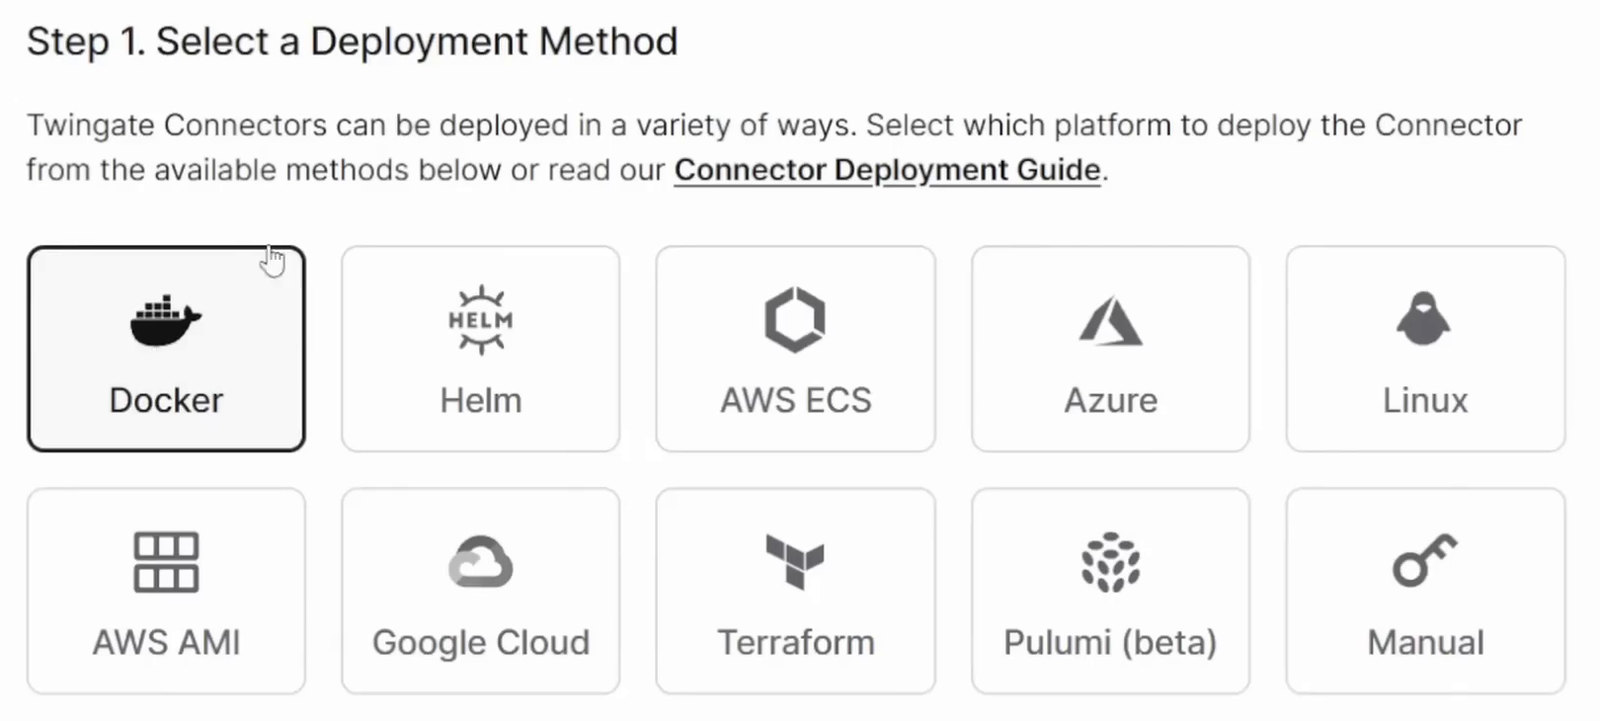 Step 1. Select a Deployment Method
Twingate Connectors can be deployed in a variety of ways. Select which platform to deploy the Connector
from the available methods below or read our Connector Deployment Guide.
HELM
Docker
Helm
AWS ECS
Azure
Linux
AWS AMI
Google Cloud
Terraform
Pulumi (beta)
Manual